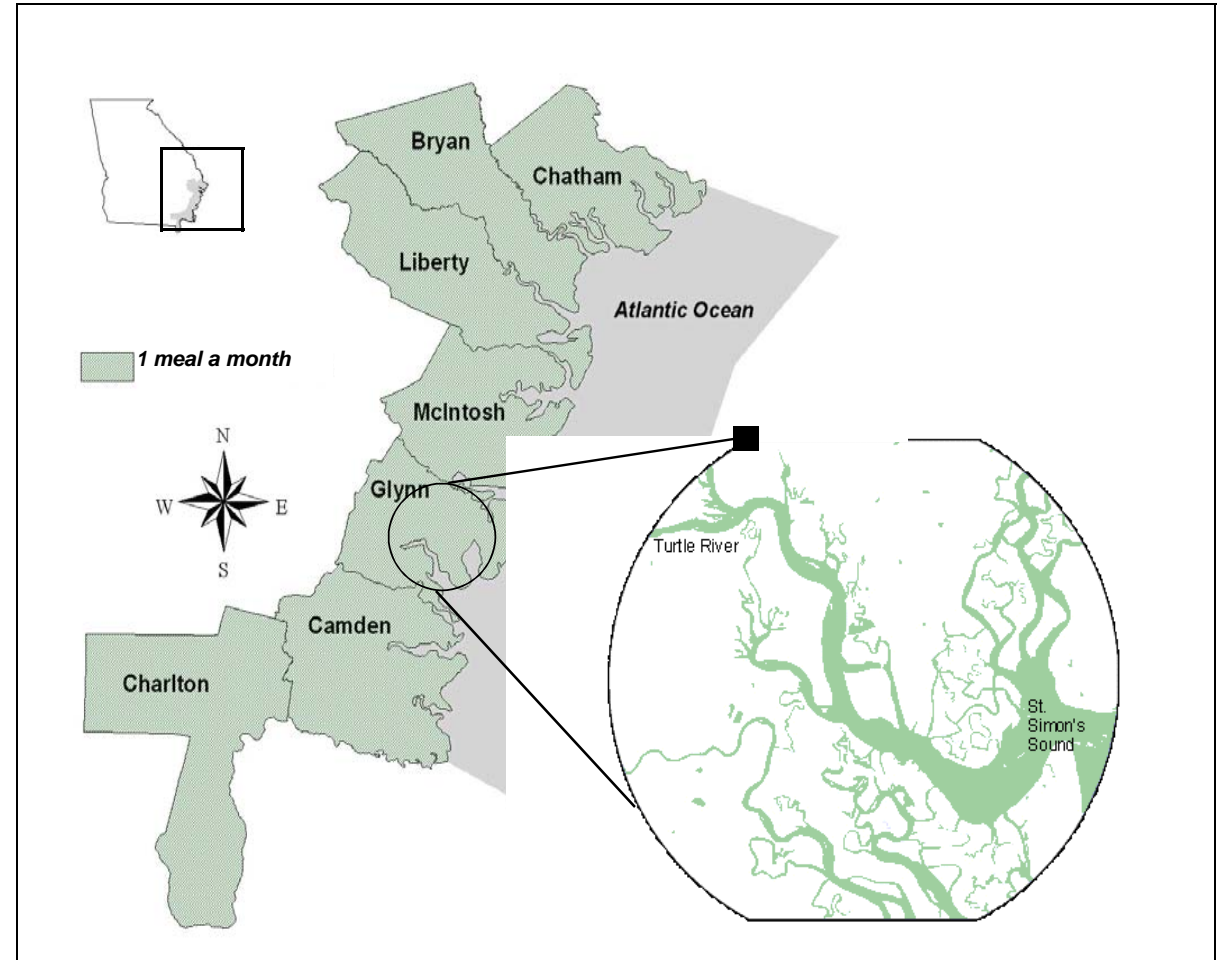 Bryan
Chatham
Liberty
Atlantic Ocean
1 meal a month
McIntosh
N
W
E
S
Glynn
Turtle River
Camden
Charlton
St.
Simon's
Sound